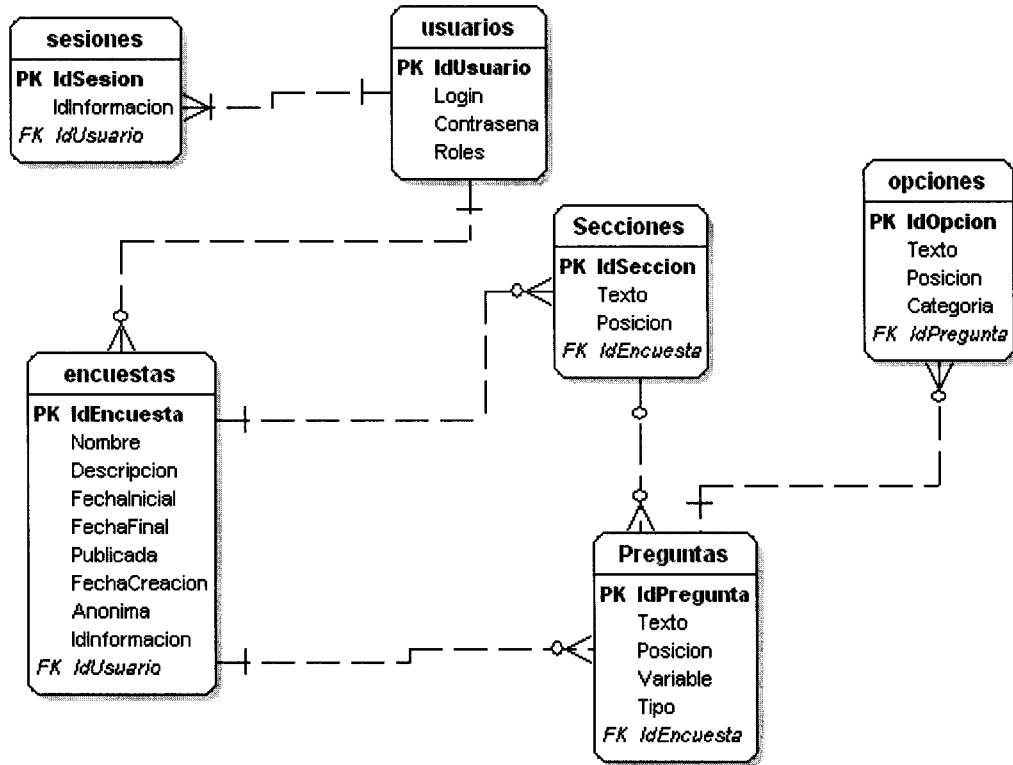 sesiones
PK IdSesion
IdInformacion
FK IdUsuario
usuarios
PK IdUsuario
Login
Contrasena
Roles
Secciones
PK IdSeccion
Texto
Posicion
FK IdEncuesta
opciones
PK IdOpcion
Texto
Posicion
Categoria
FK IdPregunta
encuestas
PK IdEncuesta
Nombre
Descripcion
FechaInicial
FechaFinal
Publicada
FechaCreacion
Anonima
IdInformacion
FK IdUsuario
Preguntas
PK IdPregunta
Texto
Posicion
Variable
Tipo
FK IdEncuesta